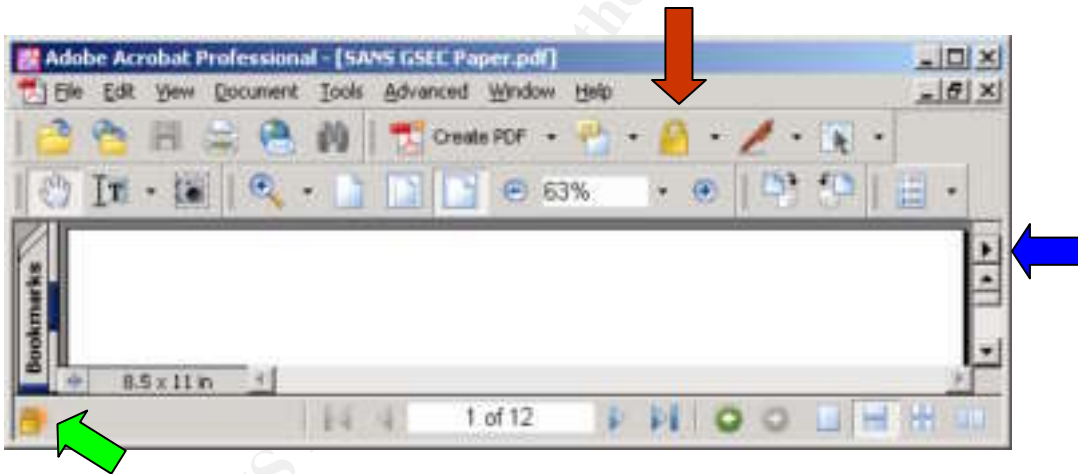 Adobe Acrobat Professional - [SANS GSEC Paper.pdf]
File Edit View Document Tools Advanced Window Help
Create PDF
63%
Bookmarks
8.5 x 11 in
1 of 12